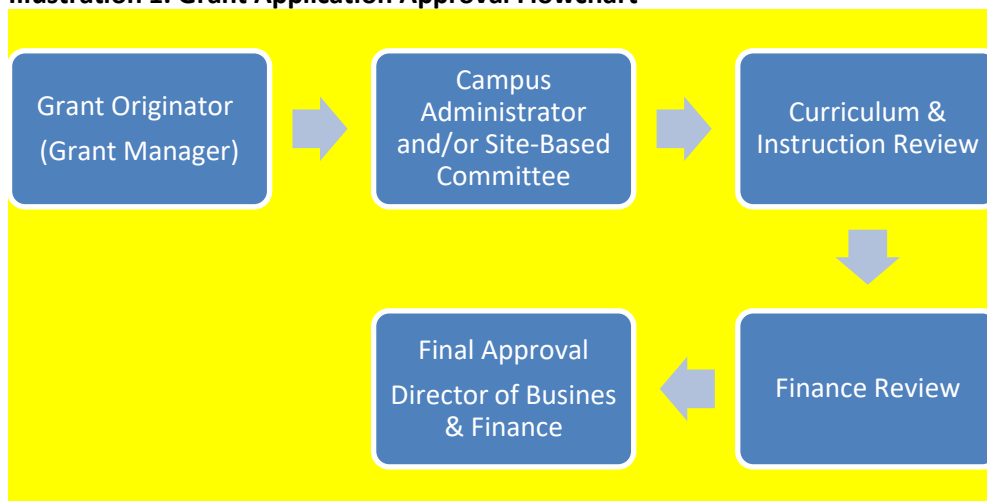 Illustration 1: Grant Application Approval Flowchart
Grant Originator
(Grant Manager)
Campus
Administrator
and/or Site-Based
Committee
Curriculum &
Instruction Review
Finance Review
Final Approval
Director of Busines
& Finance